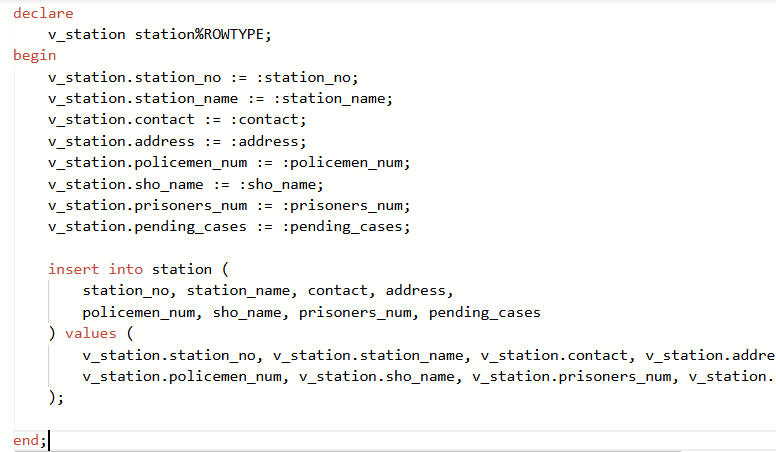 declare
    v_station station%ROWTYPE;
begin
    v_station.station_no := :station_no;
    v_station.station_name := :station_name;
    v_station.contact := :contact;
    v_station.address := :address;
    v_station.policemen_num := :policemen_num;
    v_station.sho_name := :sho_name;
    v_station.prisoners_num := :prisoners_num;
    v_station.pending_cases := :pending_cases;
    insert into station (
        station_no, station_name, contact, address,
        policemen_num, sho_name, prisoners_num, pending_cases
    ) values (
        v_station.station_no, v_station.station_name, v_station.contact, v_station.addre
        v_station.policemen_num, v_station.sho_name, v_station.prisoners_num, v_station.
    );
end;